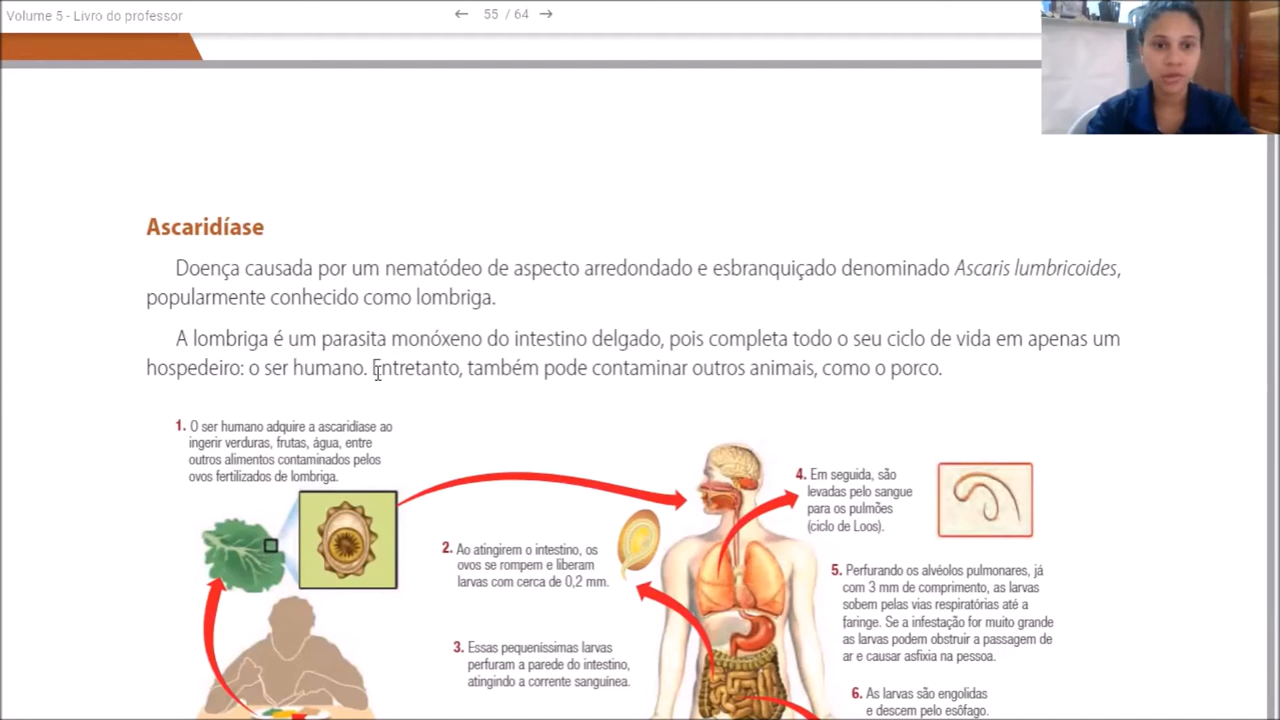 Volume 5 - Livro do professor
← 55 / 64 →
Ascaridíase
Doença causada por um nematódeo de aspecto arredondado e esbranquiçado denominado Ascaris lumbricoides,
popularmente conhecido como lombriga.
A lombriga é um parasita monóxeno do intestino delgado, pois completa todo o seu ciclo de vida em apenas um
hospedeiro: o ser humano. Entretanto, também pode contaminar outros animais, como o porco.
1. O ser humano adquire a ascaridíase ao
ingerir verduras, frutas, água, entre
outros alimentos contaminados pelos
ovos fertilizados de lombriga.
2. Ao atingirem o intestino, os
ovos se rompem e liberam
larvas com cerca de 0,2 mm.
3. Essas pequeníssimas larvas
perfuram a parede do intestino,
atingindo a corrente sanguínea.
4. Em seguida, são
levadas pelo sangue
para os pulmões
(ciclo de Loos).
5. Perfurando os alvéolos pulmonares, já
com 3 mm de comprimento, as larvas
sobem pelas vias respiratórias até a
faringe. Se a infestação for muito grande
as larvas podem obstruir a passagem de
ar e causar asfixia na pessoa.
6. As larvas são engolidas
e descem pelo esôfago.